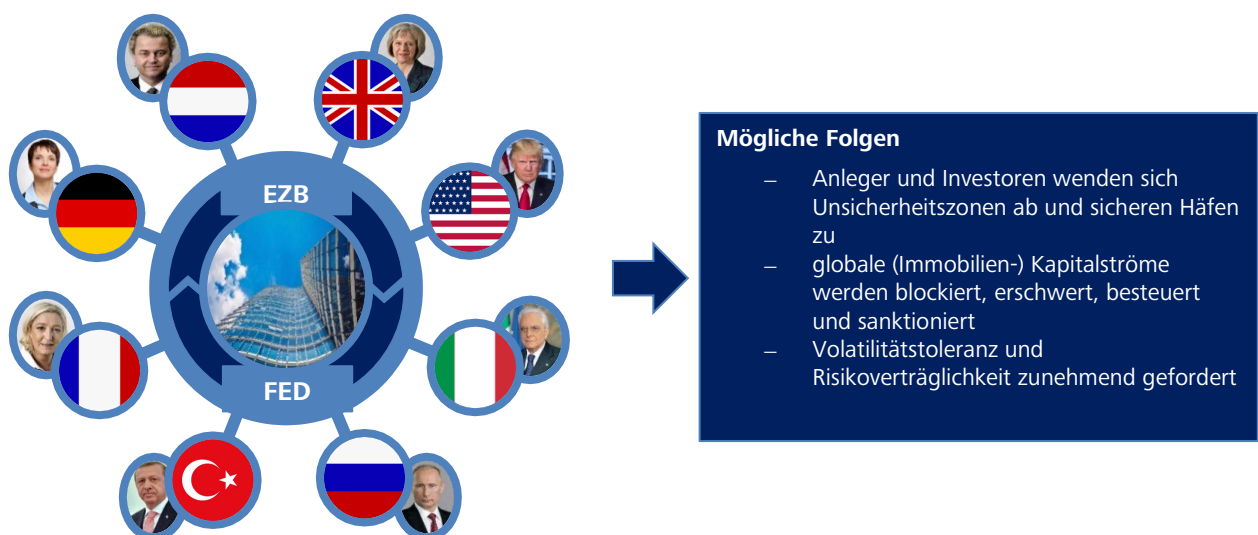 EZB
FED
Mögliche Folgen
– Anleger und Investoren wenden sich
Unsicherheitszonen ab und sicheren Häfen
zu
– globale (Immobilien-) Kapitalströme
werden blockiert, erschwert, besteuert
und sanktioniert
– Volatilitätstoleranz und
Risikoverträglichkeit zunehmend gefordert